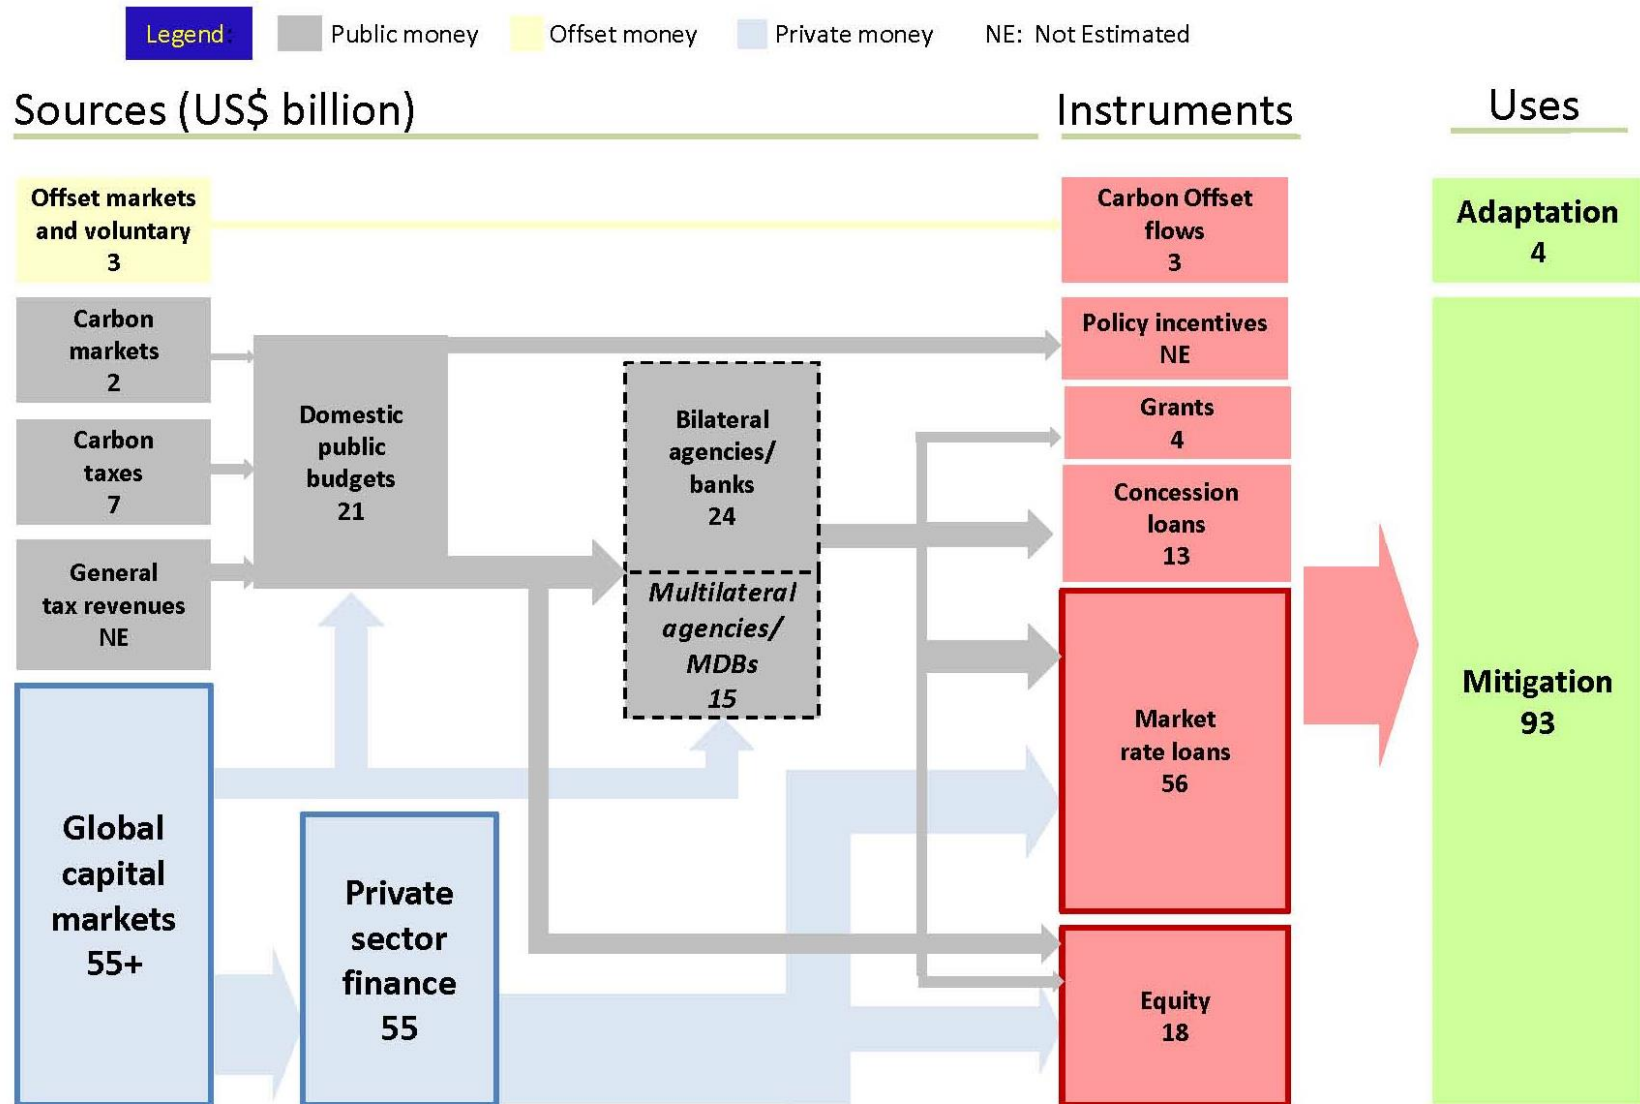 Legend:
Public money
Offset money
Private money
NE: Not Estimated
Sources (US$ billion)
Instruments
Uses
Offset markets
and voluntary
3
Carbon
markets
2
Carbon
taxes
7
General
tax revenues
NE
Global
capital
markets
55+
Domestic
public
budgets
21
Private
sector
finance
55
Bilateral
agencies/
banks
24
Multilateral
agencies/
MDBs
15
Carbon Offset
flows
3
Policy incentives
NE
Grants
4
Concession
loans
13
Market
rate loans
56
Equity
18
Adaptation
4
Mitigation
93